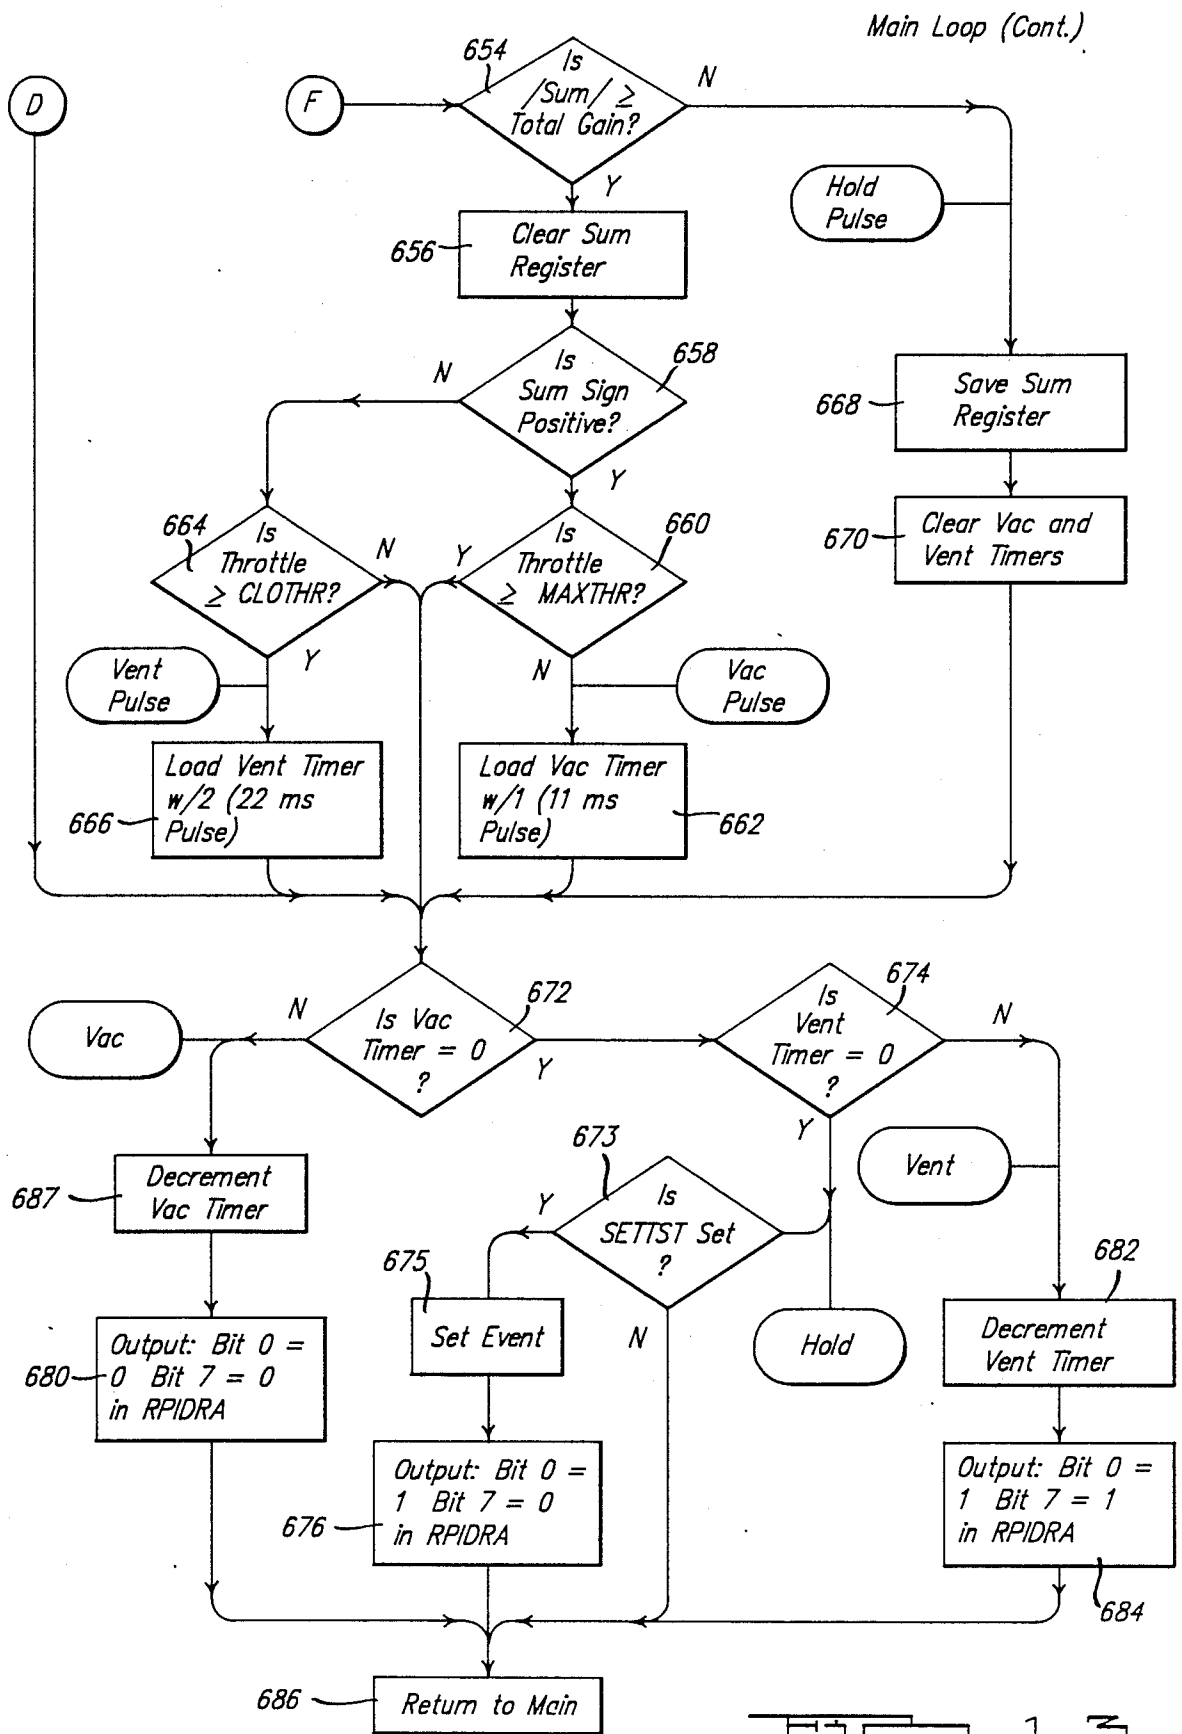 Main Loop (Cont.)
654
Is
/Sum/ ≥
Total Gain?
N
Y
D
F
Hold
Pulse
656
Clear Sum
Register
658
Is
Sum Sign
Positive?
N
Y
668
Save Sum
Register
664
Is
Throttle
≥ CLOTHR?
N
Y
660
Is
Throttle
≥ MAXTHR?
Y
N
670
Clear Vac and
Vent Timers
Vent
Pulse
Vac
Pulse
666
Load Vent Timer
w/2 (22 ms
Pulse)
Load Vac Timer
w/1 (11 ms
Pulse)
662
672
Is Vac
Timer = 0
?
N
Y
674
Is
Vent
Timer = 0
?
N
Y
Vac
673
Is
SETTST Set
?
Y
N
Vent
687
Decrement
Vac Timer
675
Set Event
Hold
682
Decrement
Vent Timer
680
Output: Bit 0 =
0 Bit 7 = 0
in RPIDRA
676
Output: Bit 0 =
1 Bit 7 = 0
in RPIDRA
Output: Bit 0 =
1 Bit 7 = 1
in RPIDRA
684
686
Return to Main